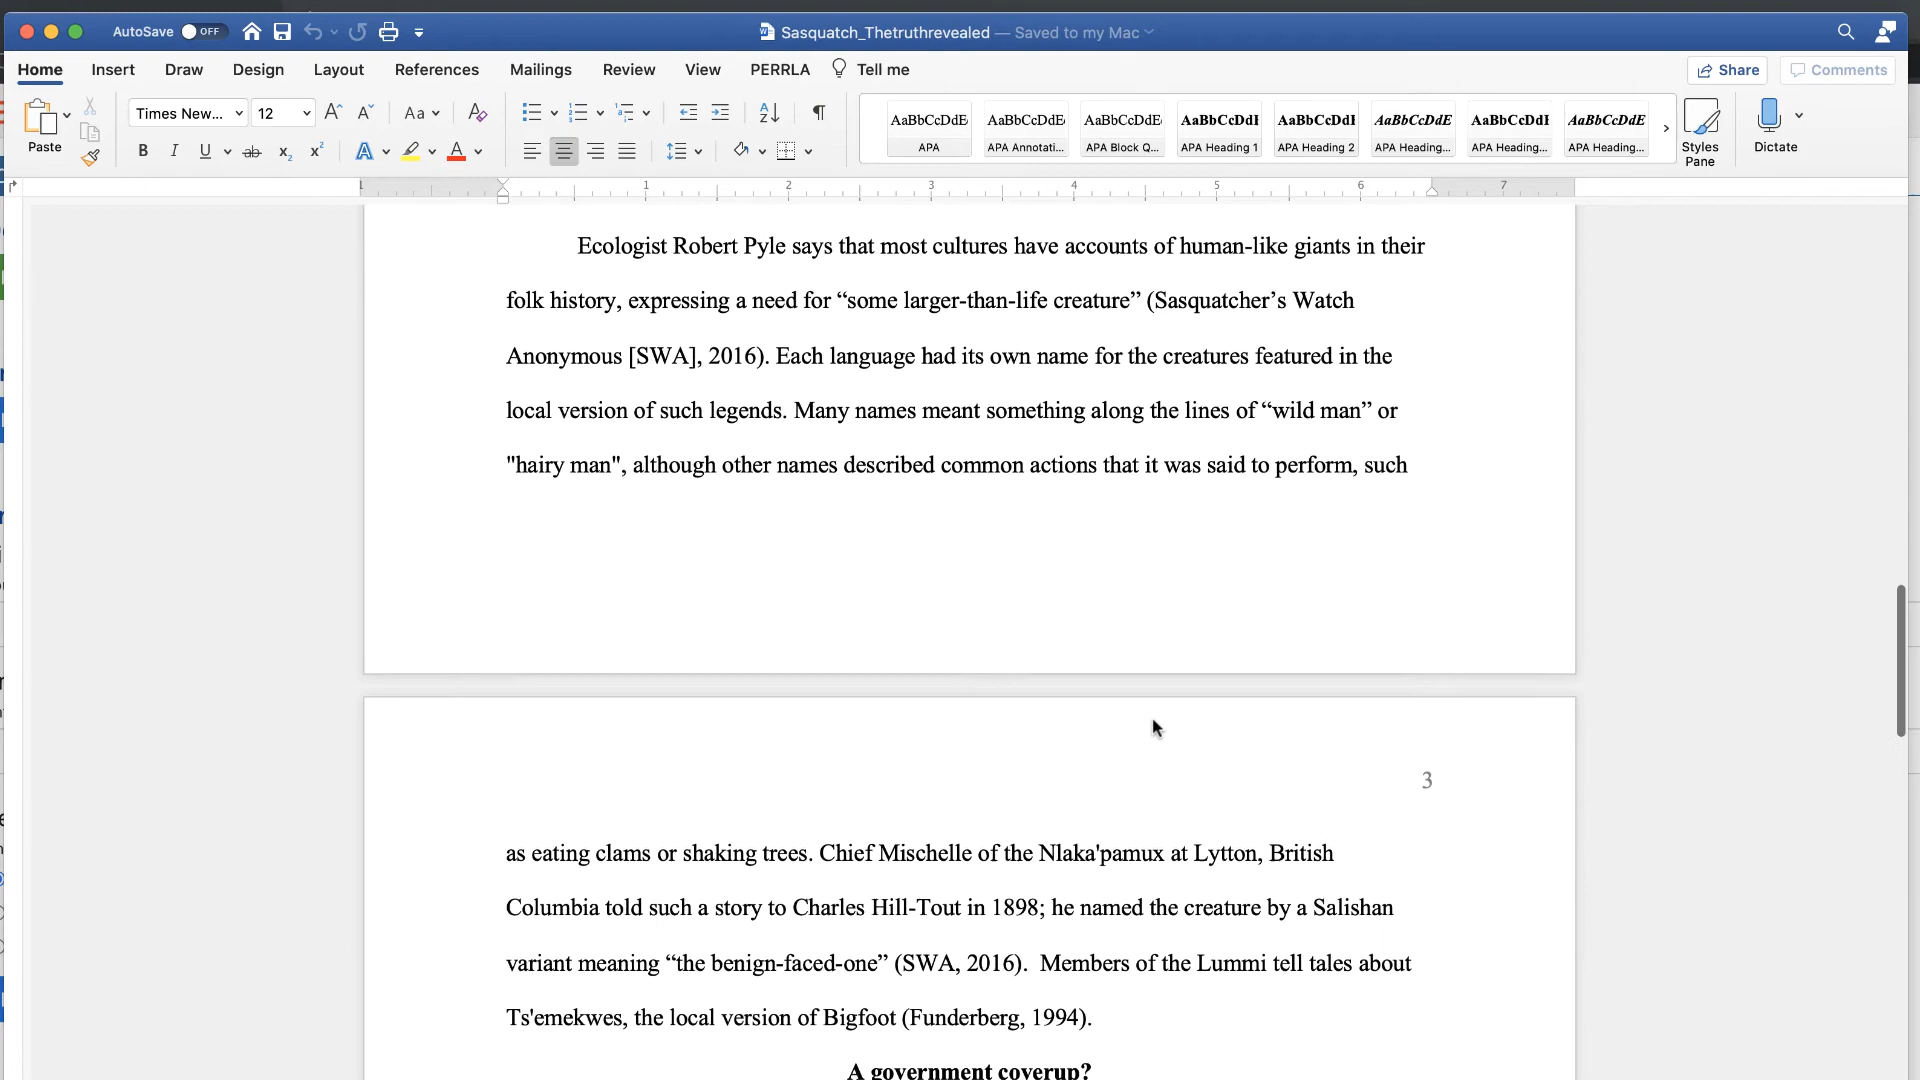 AutoSave OFF Sasquatch_Thetruthrevealed — Saved to my Mac
Home Insert Draw Design Layout References Mailings Review View PERRLA Tell me Share Comments
Paste Times New... 12 Aa
AaBbCcDdE AaBbCcDdE AaBbCcDdE AaBbCcDdI AaBbCcDdI AaBbCcDdE AaBbCcDdI AaBbCcDdE
APA APA Annotati... APA Block Q... APA Heading 1 APA Heading 2 APA Heading... APA Heading... APA Heading...
Styles Pane Dictate
1 1 2 3 4 5 6 7
Ecologist Robert Pyle says that most cultures have accounts of human-like giants in their
folk history, expressing a need for “some larger-than-life creature” (Sasquatcher’s Watch
Anonymous [SWA], 2016). Each language had its own name for the creatures featured in the
local version of such legends. Many names meant something along the lines of “wild man” or
"hairy man", although other names described common actions that it was said to perform, such
3
as eating clams or shaking trees. Chief Mischelle of the Nlaka'pamux at Lytton, British
Columbia told such a story to Charles Hill-Tout in 1898; he named the creature by a Salishan
variant meaning “the benign-faced-one” (SWA, 2016).  Members of the Lummi tell tales about
Ts'emekwes, the local version of Bigfoot (Funderberg, 1994).
A government coverup?